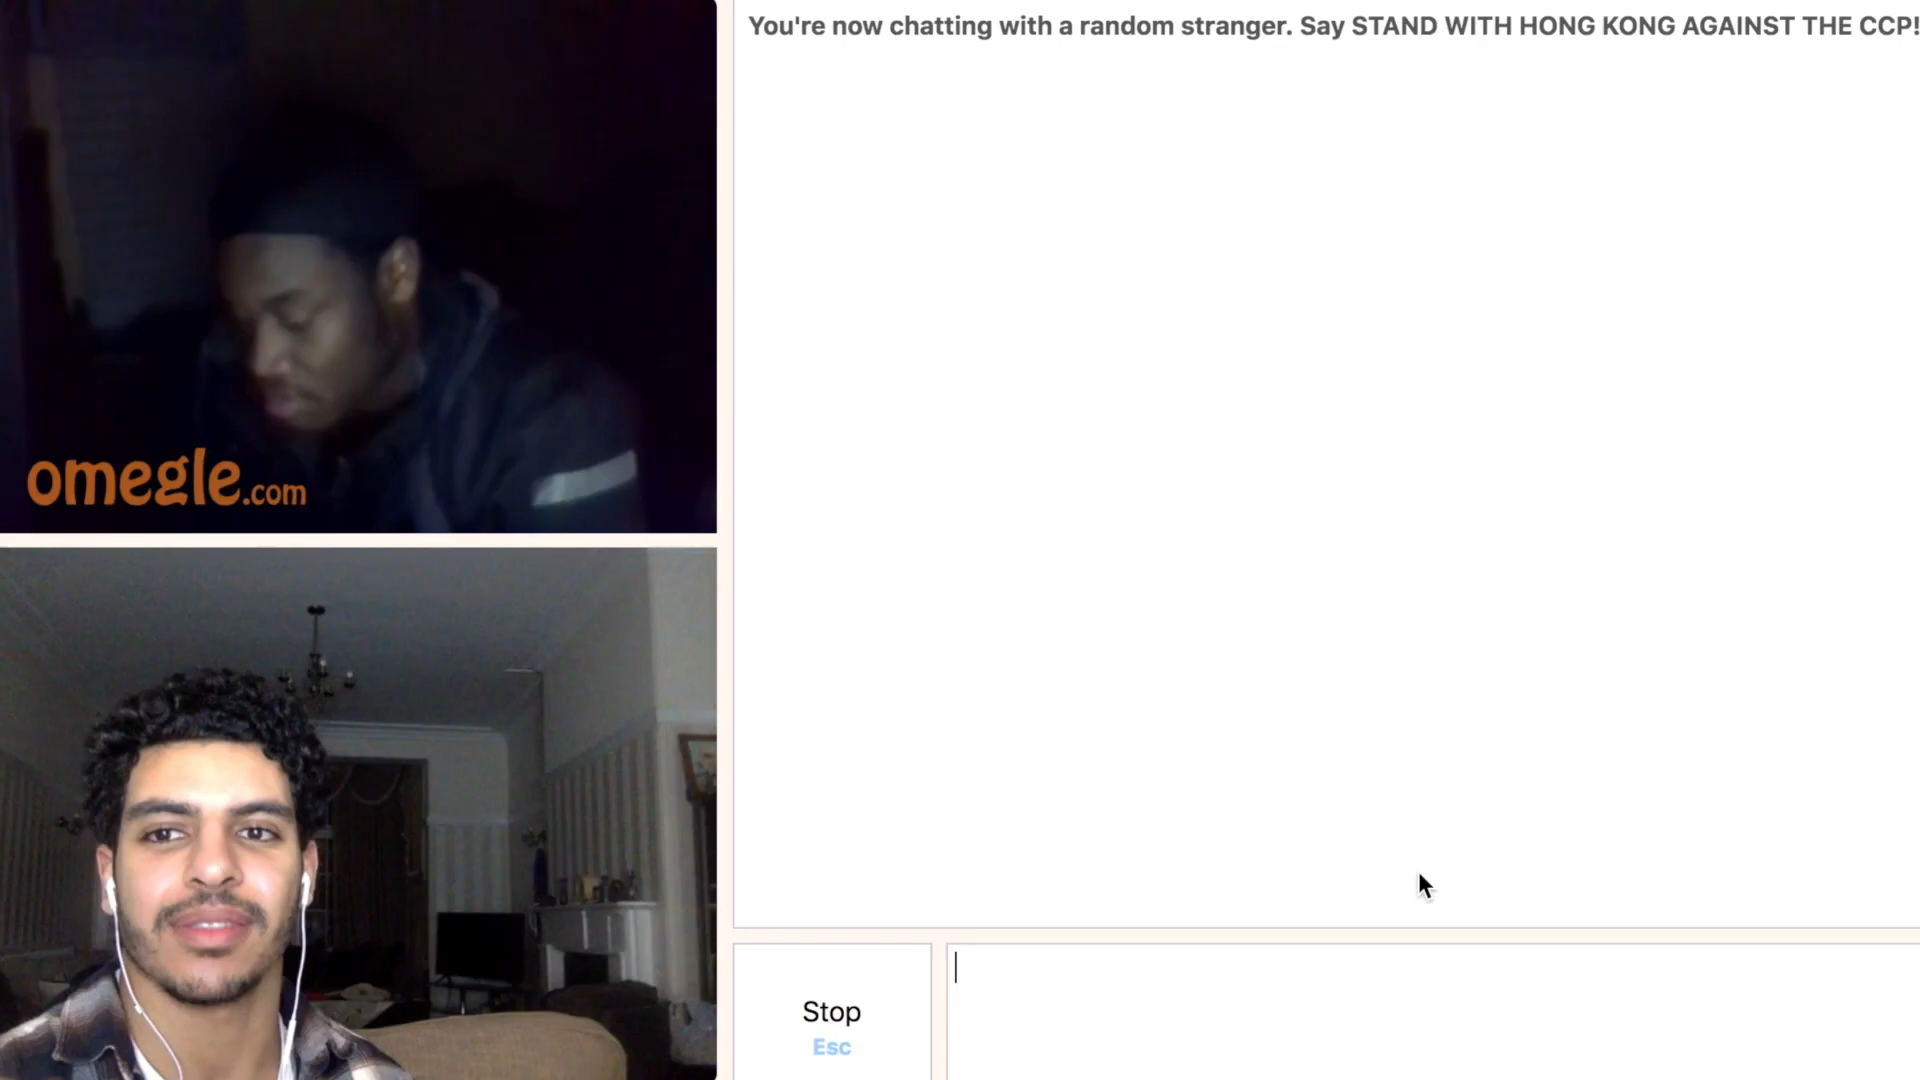 You're now chatting with a random stranger. Say STAND WITH HONG KONG AGAINST THE CCP!
omegle.com
Stop
Esc